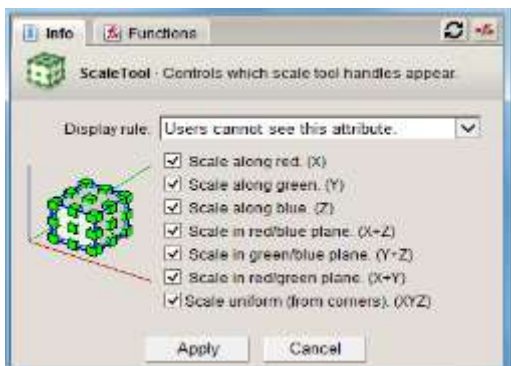 Info Functions
ScaleTool - Controls which scale tool handles appear.
Display rule: Users cannot see this attribute.
Scale along red. (X)
Scale along green. (Y)
Scale along blue. (Z)
Scale in red/blue plane. (X+Z)
Scale in green/blue plane. (Y+Z)
Scale in red/green plane. (X+Y)
Scale uniform (from corners). (XYZ)
Apply Cancel